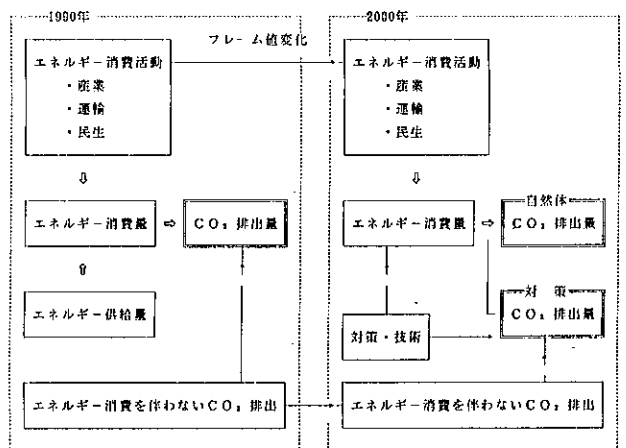 1990年
2000年
フレーム値変化
エネルギー消費活動
・産業
・運輸
・民生
エネルギー消費活動
・産業
・運輸
・民生
⇩
⇩
エネルギー消費量 ⇨ CO₂排出量
エネルギー消費量 ⇨
自然体
CO₂排出量
⇧
エネルギー供給量
対策・技術
対 策
CO₂排出量
エネルギー消費を伴わないCO₂排出
エネルギー消費を伴わないCO₂排出